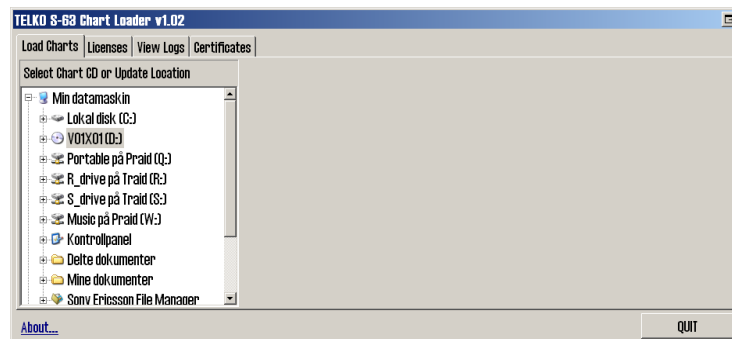 TELKO S-63 Chart Loader v1.02
Load Charts Licenses View Logs Certificates
Select Chart CD or Update Location
Min datamaskin
Lokal disk (C:)
V01X01 (D:)
Portable på Praid (Q:)
R_drive på Traid (R:)
S_drive på Traid (S:)
Music på Praid (W:)
Kontrollpanel
Delte dokumenter
Mine dokumenter
Sony Ericsson File Manager
About...
QUIT